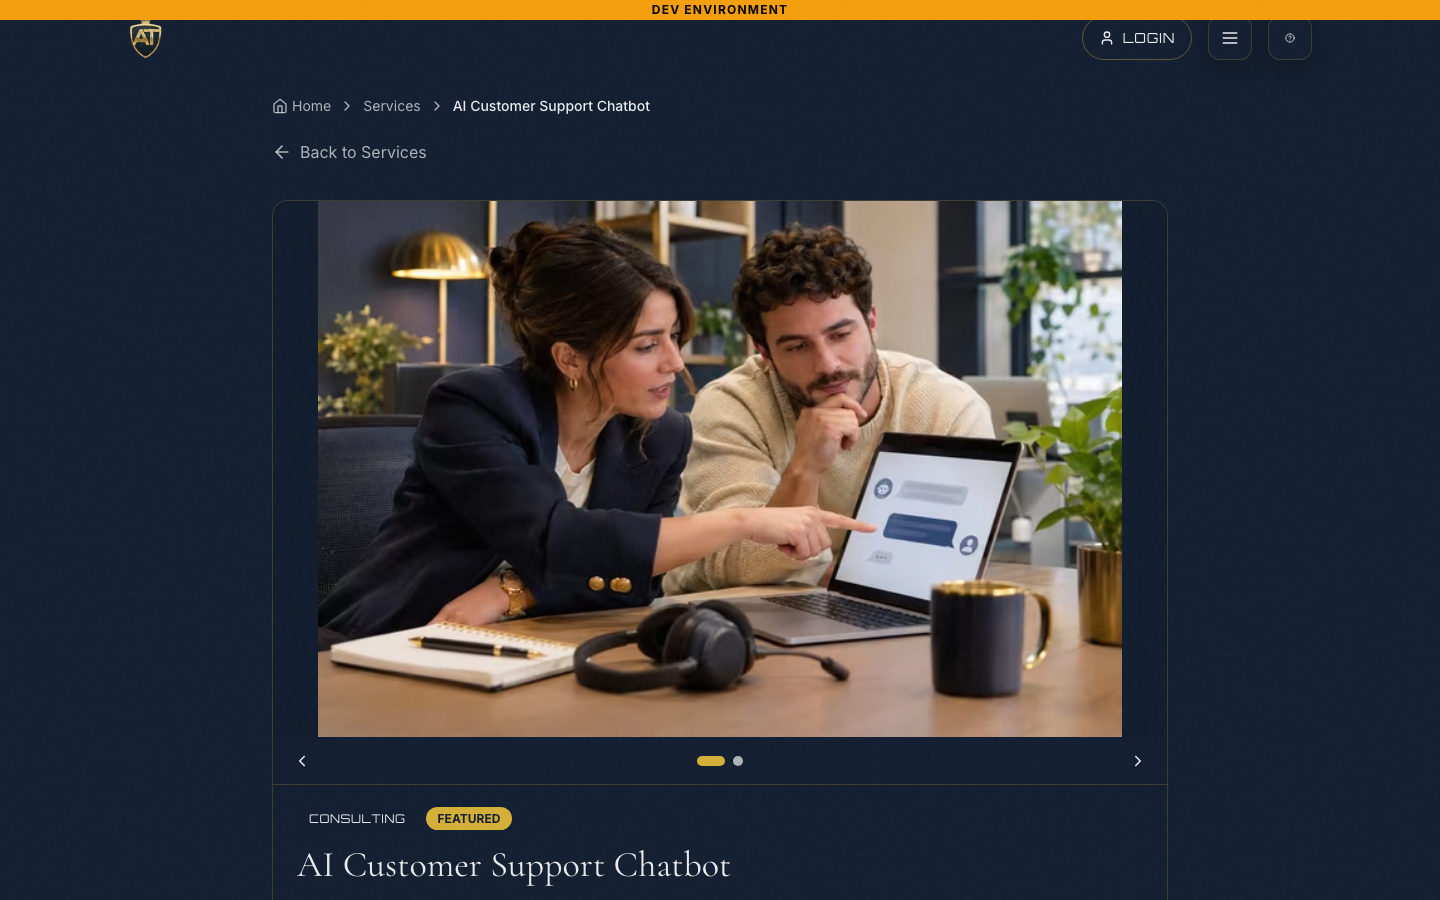 DEV ENVIRONMENT
AT
LOGIN
Home
Services
AI Customer Support Chatbot
Back to Services
CONSULTING
FEATURED
AI Customer Support Chatbot